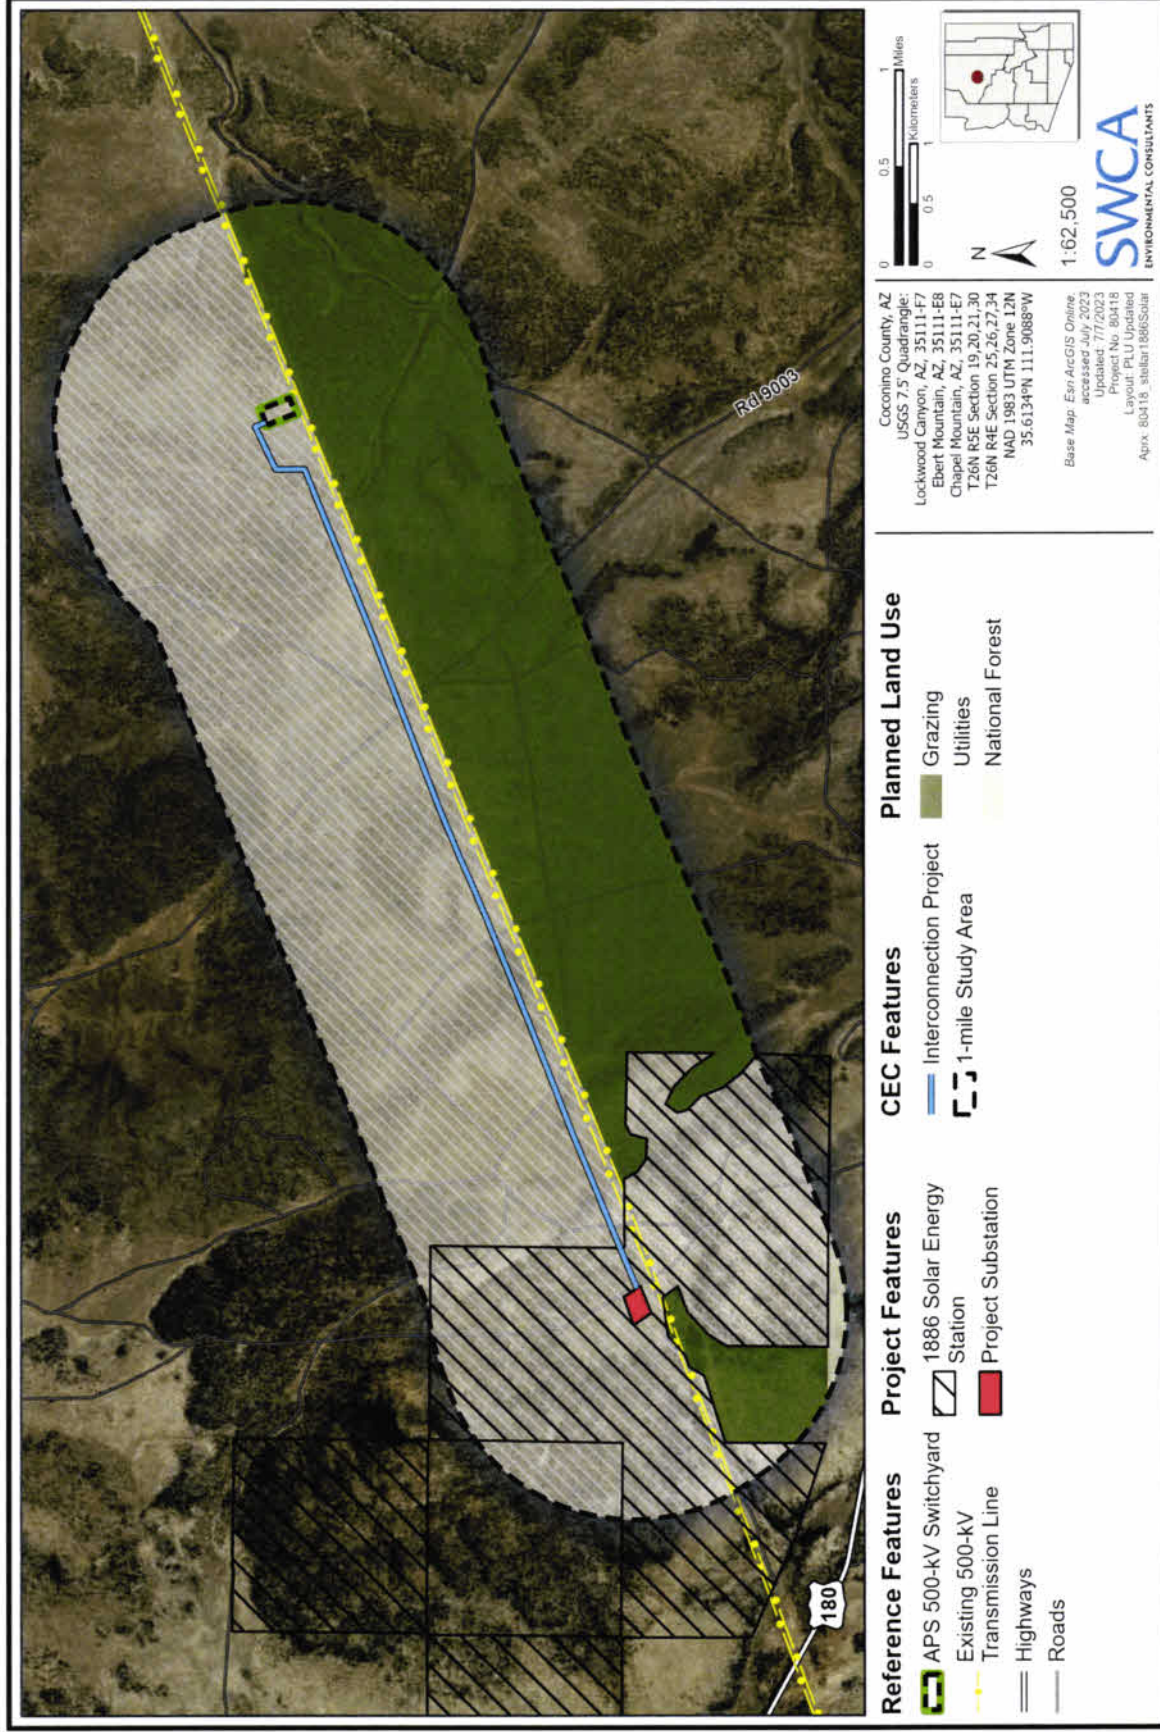 Rd 9003
180
Reference Features
APS 500-kV Switchyard
Existing 500-kV
Transmission Line
Highways
Roads
Project Features
1886 Solar Energy
Station
Project Substation
CEC Features
Interconnection Project
1-mile Study Area
Planned Land Use
Grazing
Utilities
National Forest
Coconino County, AZ
USGS 7.5' Quadrangle:
Lockwood Canyon, AZ, 35111-F7
Ebert Mountain, AZ, 35111-E8
Chapel Mountain, AZ, 35111-E7
T26N R5E Section 19,20,21,30
T26N R4E Section 25,26,27,34
NAD 1983 UTM Zone 12N
35.6134°N 111.9088°W
Base Map: Esri ArcGIS Online,
accessed July 2023
Updated: 7/7/2023
Project No. 80418
Layout: PLU Updated
Aprx: 80418_stellar1886Solar
0 0.5 1
Miles
Kilometers
0 0.5 1
N
1:62,500
SWCA
ENVIRONMENTAL CONSULTANTS